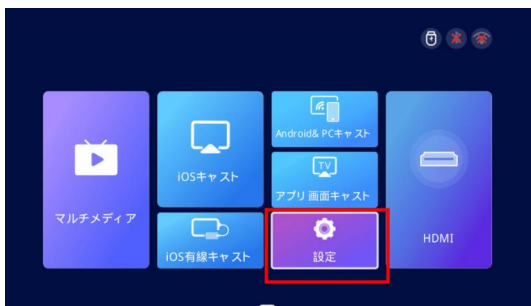 マルチメディア
iOSキャスト
iOS有線キャスト
Android& PCキャスト
TV
アプリ 画面キャスト
設定
HDMI